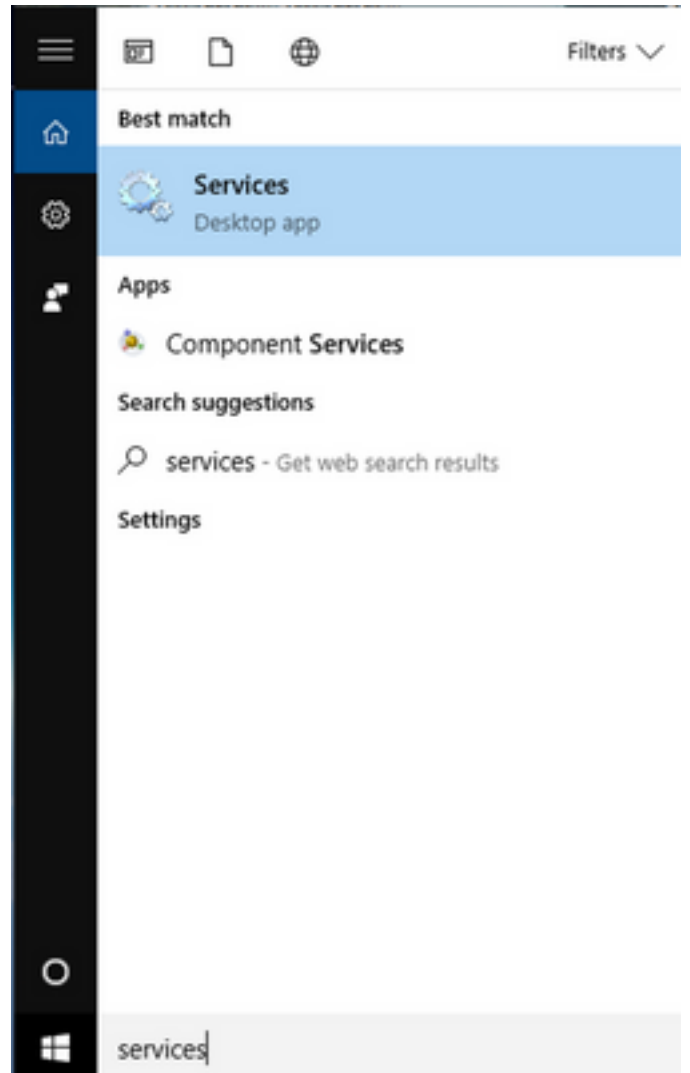 Filters
Best match
Services
Desktop app
Apps
Component Services
Search suggestions
services - Get web search results
Settings
services